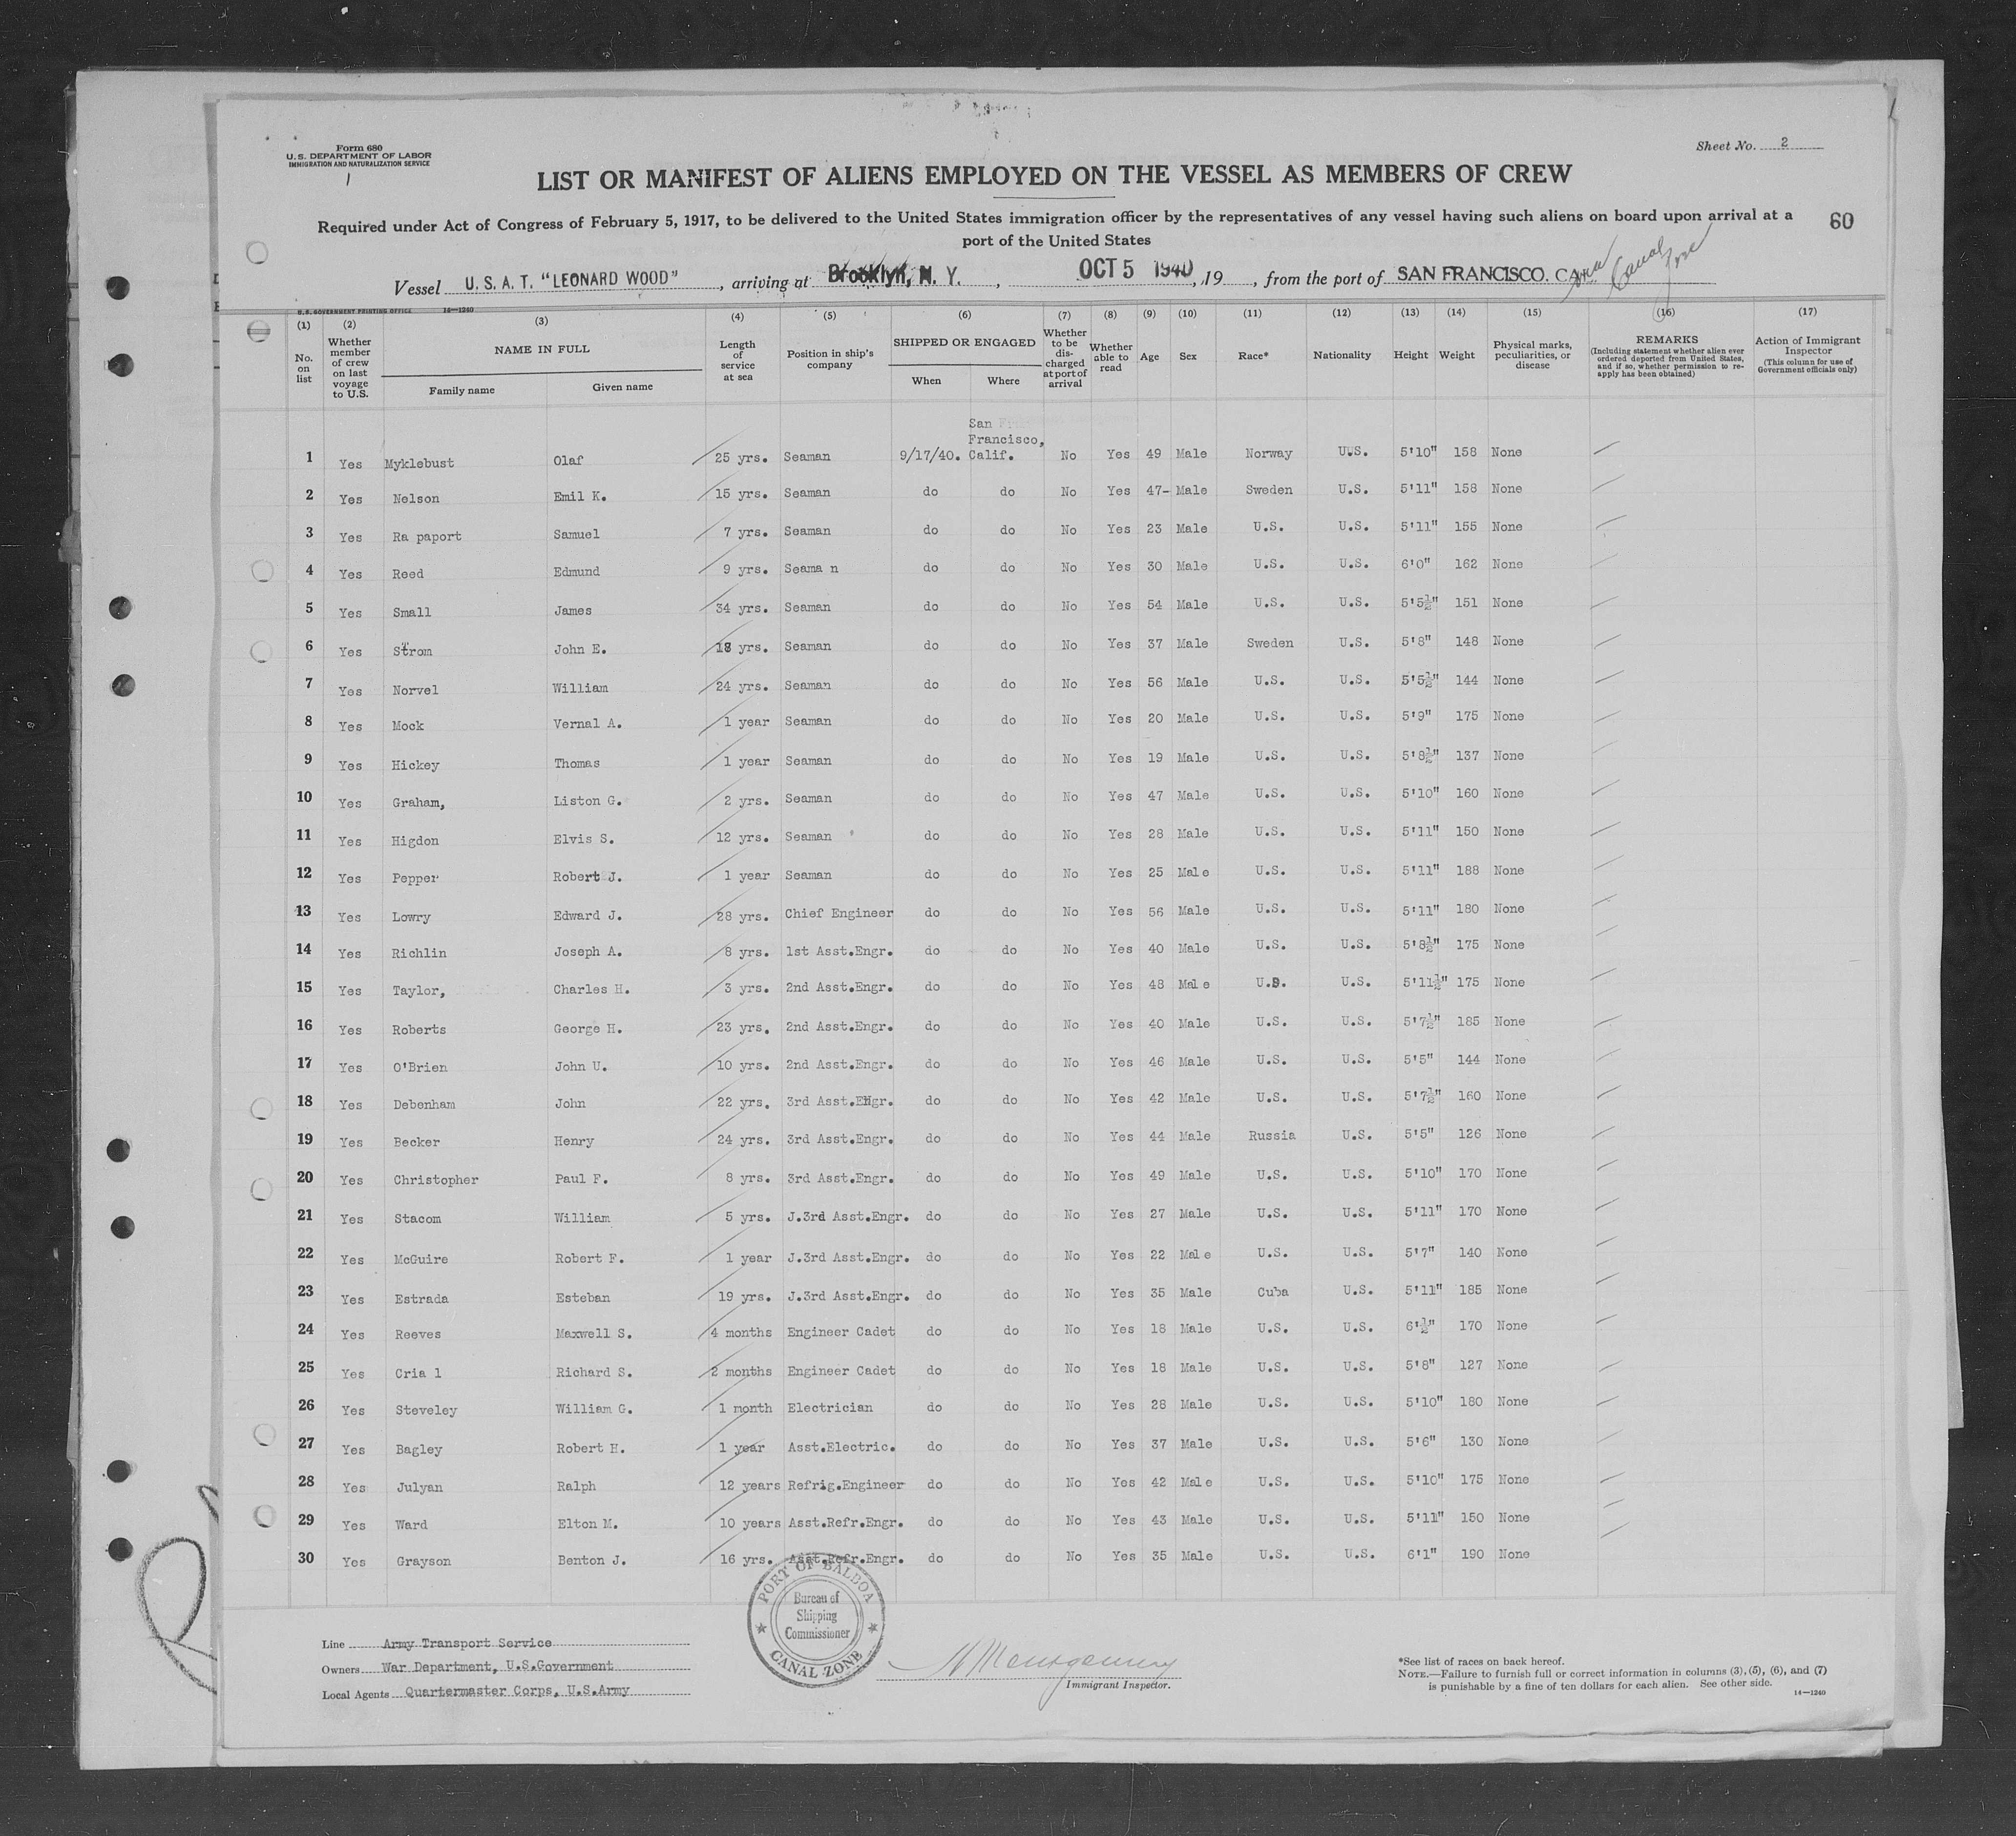 Form 680
U. S. DEPARTMENT OF LABOR
IMMIGRATION AND NATURALIZATION SERVICE
Sheet No. 2
LIST OR MANIFEST OF ALIENS EMPLOYED ON THE VESSEL AS MEMBERS OF CREW
Required under Act of Congress of February 5, 1917, to be delivered to the United States immigration officer by the representatives of any vessel having such aliens on board upon arrival at a
port of the United States
60
Vessel U. S. A. T. "LEONARD WOOD", arriving at Brooklyn, N. Y., OCT 5 1940, 19, from the port of SAN FRANCISCO. CAL. Canal Zone
U. S. GOVERNMENT PRINTING OFFICE 14—1240
(1) (2) (3) (4) (5) (6) (7) (8) (9) (10) (11) (12) (13) (14) (15) (16) (17)
No. on list
Whether member of crew on last voyage to U.S.
NAME IN FULL
Family name
Given name
Length of service at sea
Position in ship's company
SHIPPED OR ENGAGED
When
Where
Whether to be discharged at port of arrival
Whether able to read
Age
Sex
Race*
Nationality
Height
Weight
Physical marks, peculiarities, or disease
REMARKS
(Including statement whether alien ever ordered deported from United States, and if so, whether permission to reapply has been obtained)
Action of Immigrant Inspector
(This column for use of Government officials only)
1 Yes Myklebust Olaf 25 yrs. Seaman 9/17/40. San Francisco, Calif. No Yes 49 Male Norway U.S. 5'10" 158 None
2 Yes Nelson Emil K. 15 yrs. Seaman do do No Yes 47- Male Sweden U.S. 5'11" 158 None
3 Yes Ra paport Samuel 7 yrs. Seaman do do No Yes 23 Male U.S. U.S. 5'11" 155 None
4 Yes Reed Edmund 9 yrs. Seama n do do No Yes 30 Male U.S. U.S. 6'0" 162 None
5 Yes Small James 34 yrs. Seaman do do No Yes 54 Male U.S. U.S. 5'5½" 151 None
6 Yes Strom John E. 18 yrs. Seaman do do No Yes 37 Male Sweden U.S. 5'8" 148 None
7 Yes Norvel William 24 yrs. Seaman do do No Yes 56 Male U.S. U.S. 5'5½" 144 None
8 Yes Mock Vernal A. 1 year Seaman do do No Yes 20 Male U.S. U.S. 5'9" 175 None
9 Yes Hickey Thomas 1 year Seaman do do No Yes 19 Male U.S. U.S. 5'8½" 137 None
10 Yes Graham, Liston G. 2 yrs. Seaman do do No Yes 47 Male U.S. U.S. 5'10" 160 None
11 Yes Higdon Elvis S. 12 yrs. Seaman do do No Yes 28 Male U.S. U.S. 5'11" 150 None
12 Yes Pepper Robert J. 1 year Seaman do do No Yes 25 Male U.S. U.S. 5'11" 188 None
13 Yes Lowry Edward J. 28 yrs. Chief Engineer do do No Yes 56 Male U.S. U.S. 5'11" 180 None
14 Yes Richlin Joseph A. 8 yrs. 1st Asst.Engr. do do No Yes 40 Male U.S. U.S. 5'8½" 175 None
15 Yes Taylor, Charles H. 3 yrs. 2nd Asst.Engr. do do No Yes 48 Male U.S. U.S. 5'11½" 175 None
16 Yes Roberts George H. 23 yrs. 2nd Asst.Engr. do do No Yes 40 Male U.S. U.S. 5'7½" 185 None
17 Yes O'Brien John U. 10 yrs. 2nd Asst.Engr. do do No Yes 46 Male U.S. U.S. 5'5" 144 None
18 Yes Debenham John 22 yrs. 3rd Asst.Engr. do do No Yes 42 Male U.S. U.S. 5'7½" 160 None
19 Yes Becker Henry 24 yrs. 3rd Asst.Engr. do do No Yes 44 Male Russia U.S. 5'5" 126 None
20 Yes Christopher Paul F. 8 yrs. 3rd Asst.Engr. do do No Yes 49 Male U.S. U.S. 5'10" 170 None
21 Yes Stacom William 5 yrs. J.3rd Asst.Engr. do do No Yes 27 Male U.S. U.S. 5'11" 170 None
22 Yes McGuire Robert F. 1 year J.3rd Asst.Engr. do do No Yes 22 Male U.S. U.S. 5'7" 140 None
23 Yes Estrada Esteban 19 yrs. J.3rd Asst.Engr. do do No Yes 35 Male Cuba U.S. 5'11" 185 None
24 Yes Reeves Maxwell S. 4 months Engineer Cadet do do No Yes 18 Male U.S. U.S. 6'½" 170 None
25 Yes Cria l Richard S. 2 months Engineer Cadet do do No Yes 18 Male U.S. U.S. 5'8" 127 None
26 Yes Steveley William G. 1 month Electrician do do No Yes 28 Male U.S. U.S. 5'10" 180 None
27 Yes Bagley Robert H. 1 year Asst.Electric. do do No Yes 37 Male U.S. U.S. 5'6" 130 None
28 Yes Julyan Ralph 12 years Refrig.Engineer do do No Yes 42 Male U.S. U.S. 5'10" 175 None
29 Yes Ward Elton M. 10 years Asst.Refr.Engr. do do No Yes 43 Male U.S. U.S. 5'11" 150 None
30 Yes Grayson Benton J. 16 yrs. Asst.Refr.Engr. do do No Yes 35 Male U.S. U.S. 6'1" 190 None
PORT OF BALBOA
Bureau of
Shipping
Commissioner
CANAL ZONE
Line Army Transport Service
Owners War Department, U.S.Government
Local Agents Quartermaster Corps, U.S.Army
Montgomery
Immigrant Inspector.
*See list of races on back hereof.
NOTE.—Failure to furnish full or correct information in columns (3), (5), (6), and (7)
is punishable by a fine of ten dollars for each alien. See other side.
14—1240